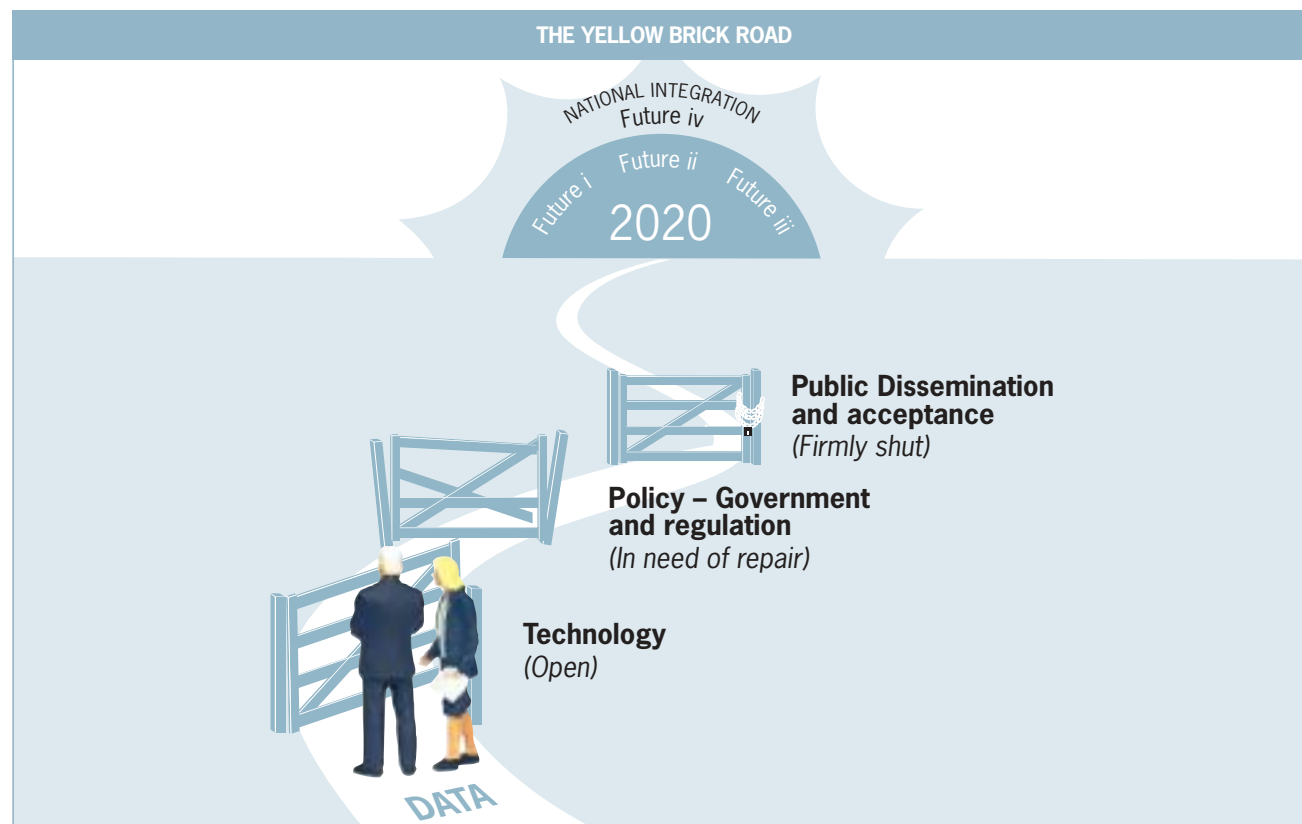 THE YELLOW BRICK ROAD
NATIONAL INTEGRATION
Future iv
Future i
Future ii
Future iii
2020
Public Dissemination
and acceptance
(Firmly shut)
Policy – Government
and regulation
(In need of repair)
Technology
(Open)
DATA